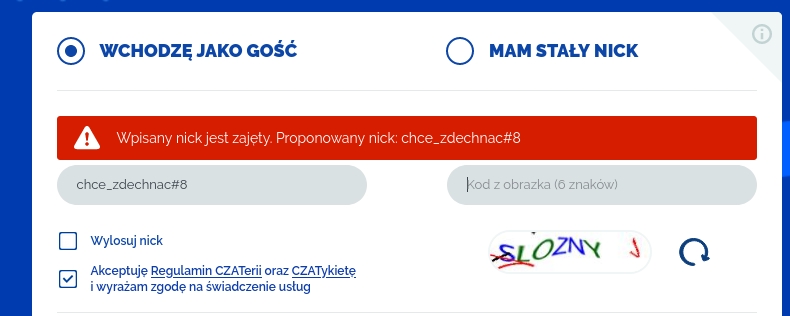 WCHODZĘ JAKO GOŚĆ
MAM STAŁY NICK
Wpisany nick jest zajęty. Proponowany nick: chce_zdechnac#8
chce_zdechnac#8
Kod z obrazka (6 znaków)
Wylosuj nick
SLOZNY J
Akceptuję Regulamin CZATerii oraz CZATykietę
i wyrażam zgodę na świadczenie usług